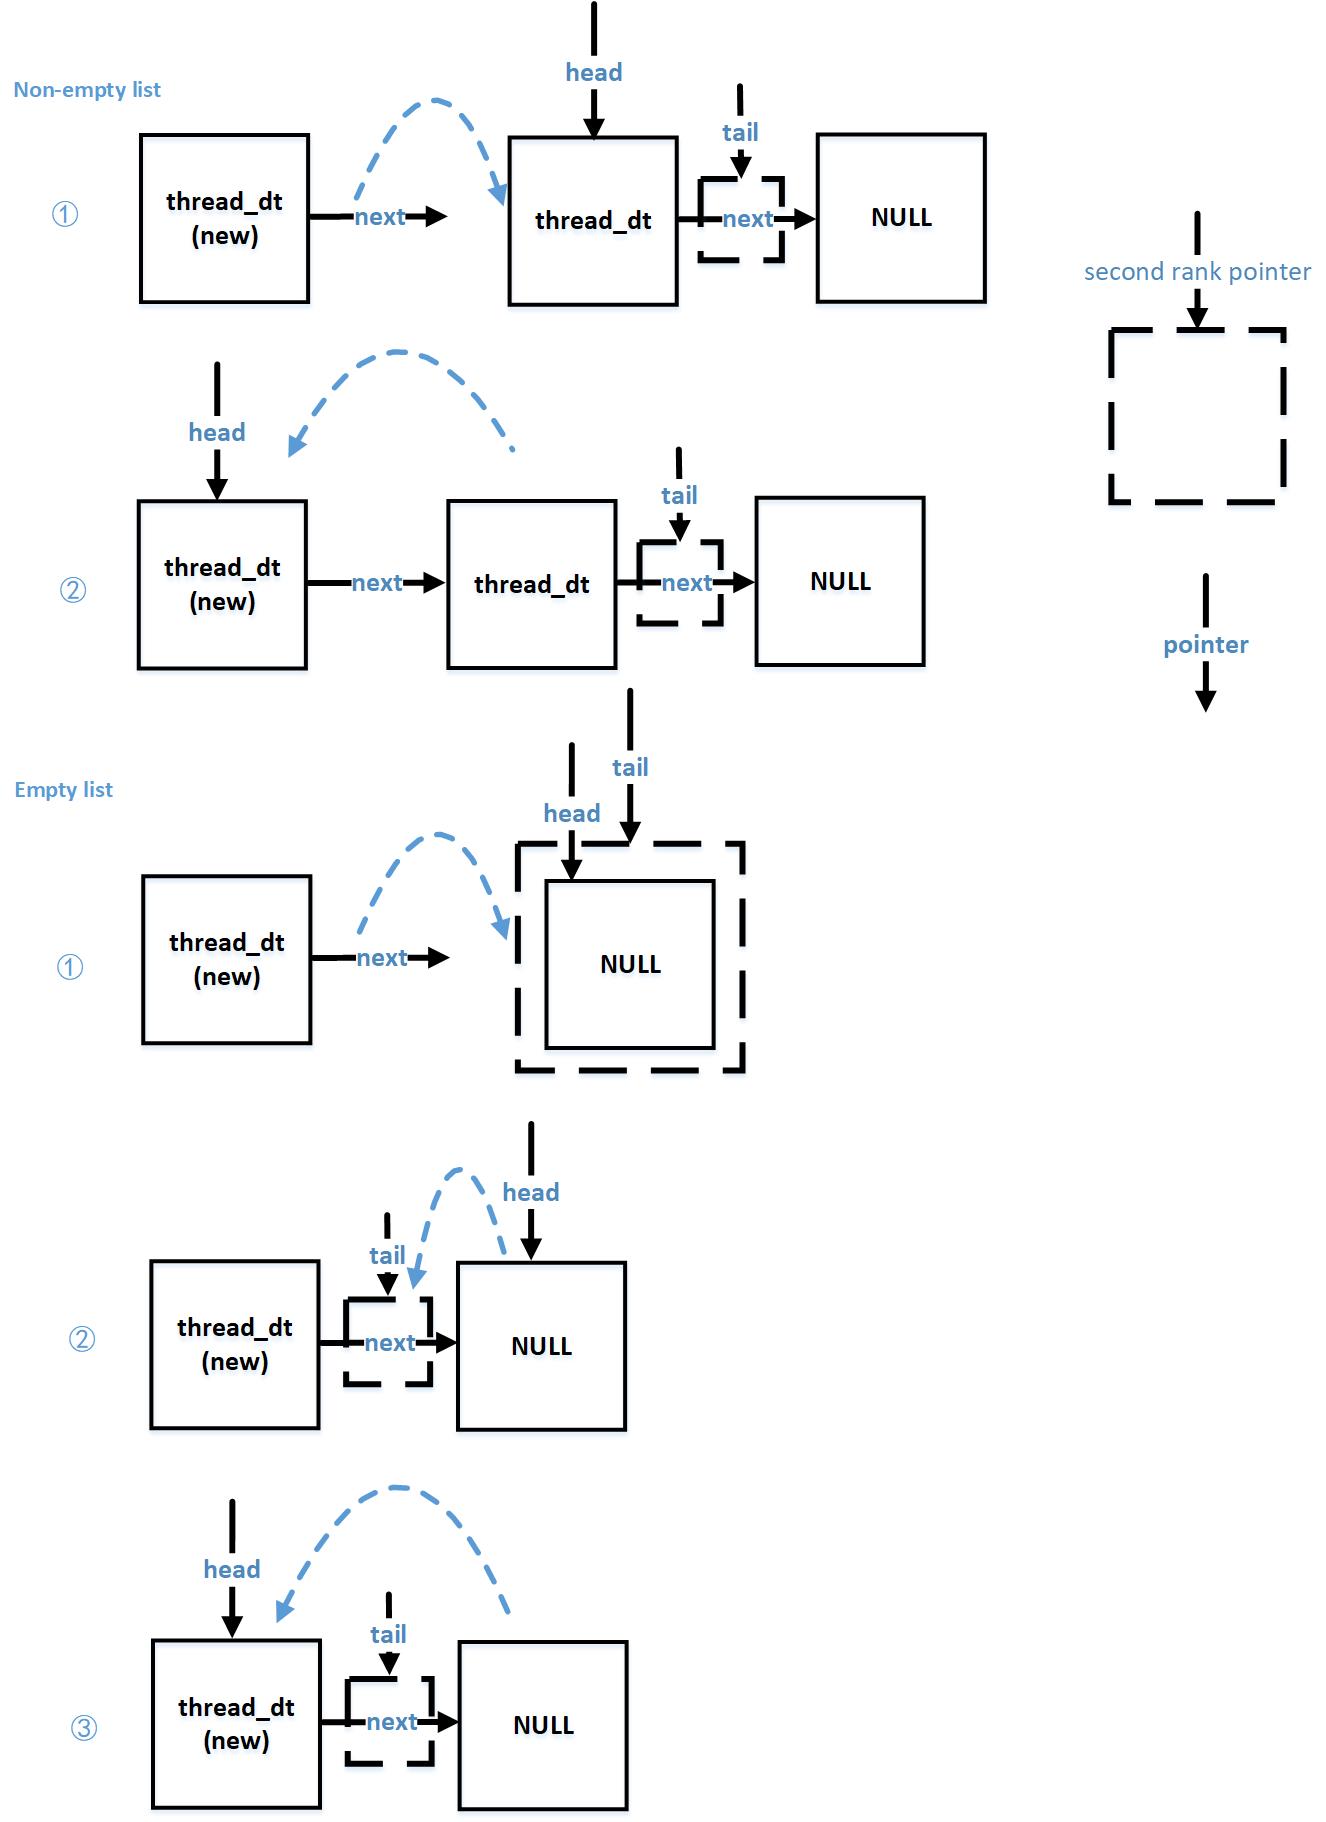 head
Non-empty list
tail
①
thread_dt
(new)
next
thread_dt
next
NULL
second rank pointer
head
tail
②
thread_dt
(new)
next
thread_dt
next
NULL
pointer
tail
Empty list
head
①
thread_dt
(new)
next
NULL
head
tail
②
thread_dt
(new)
next
NULL
head
tail
③
thread_dt
(new)
next
NULL